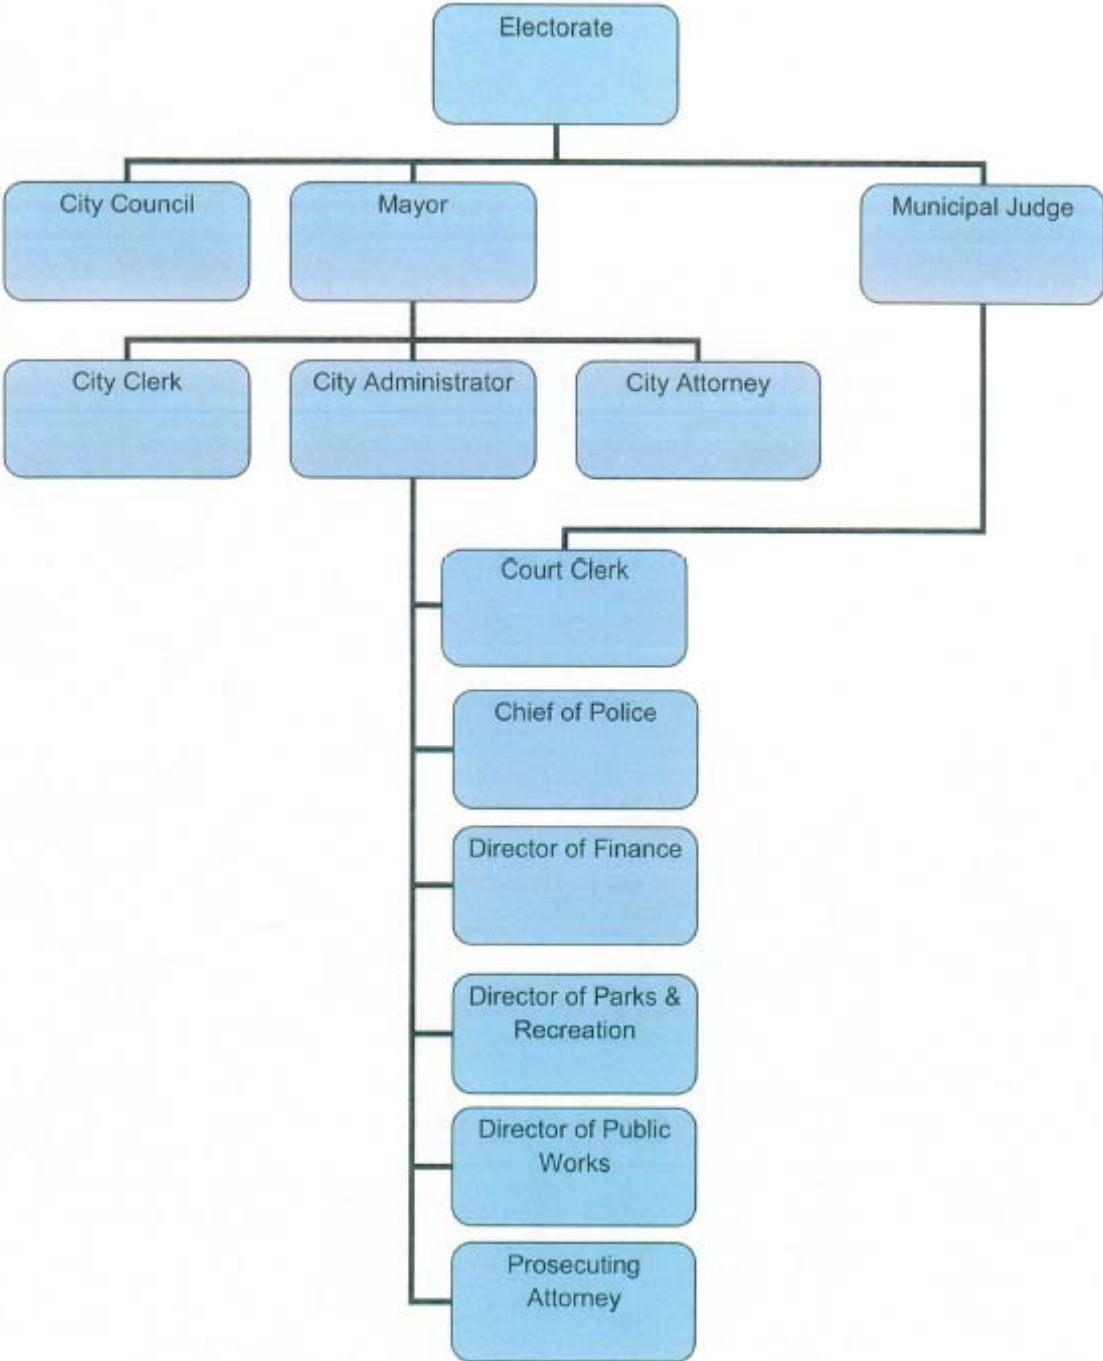 Electorate
City Council
Mayor
Municipal Judge
City Clerk
City Administrator
City Attorney
Court Clerk
Chief of Police
Director of Finance
Director of Parks &
Recreation
Director of Public
Works
Prosecuting
Attorney